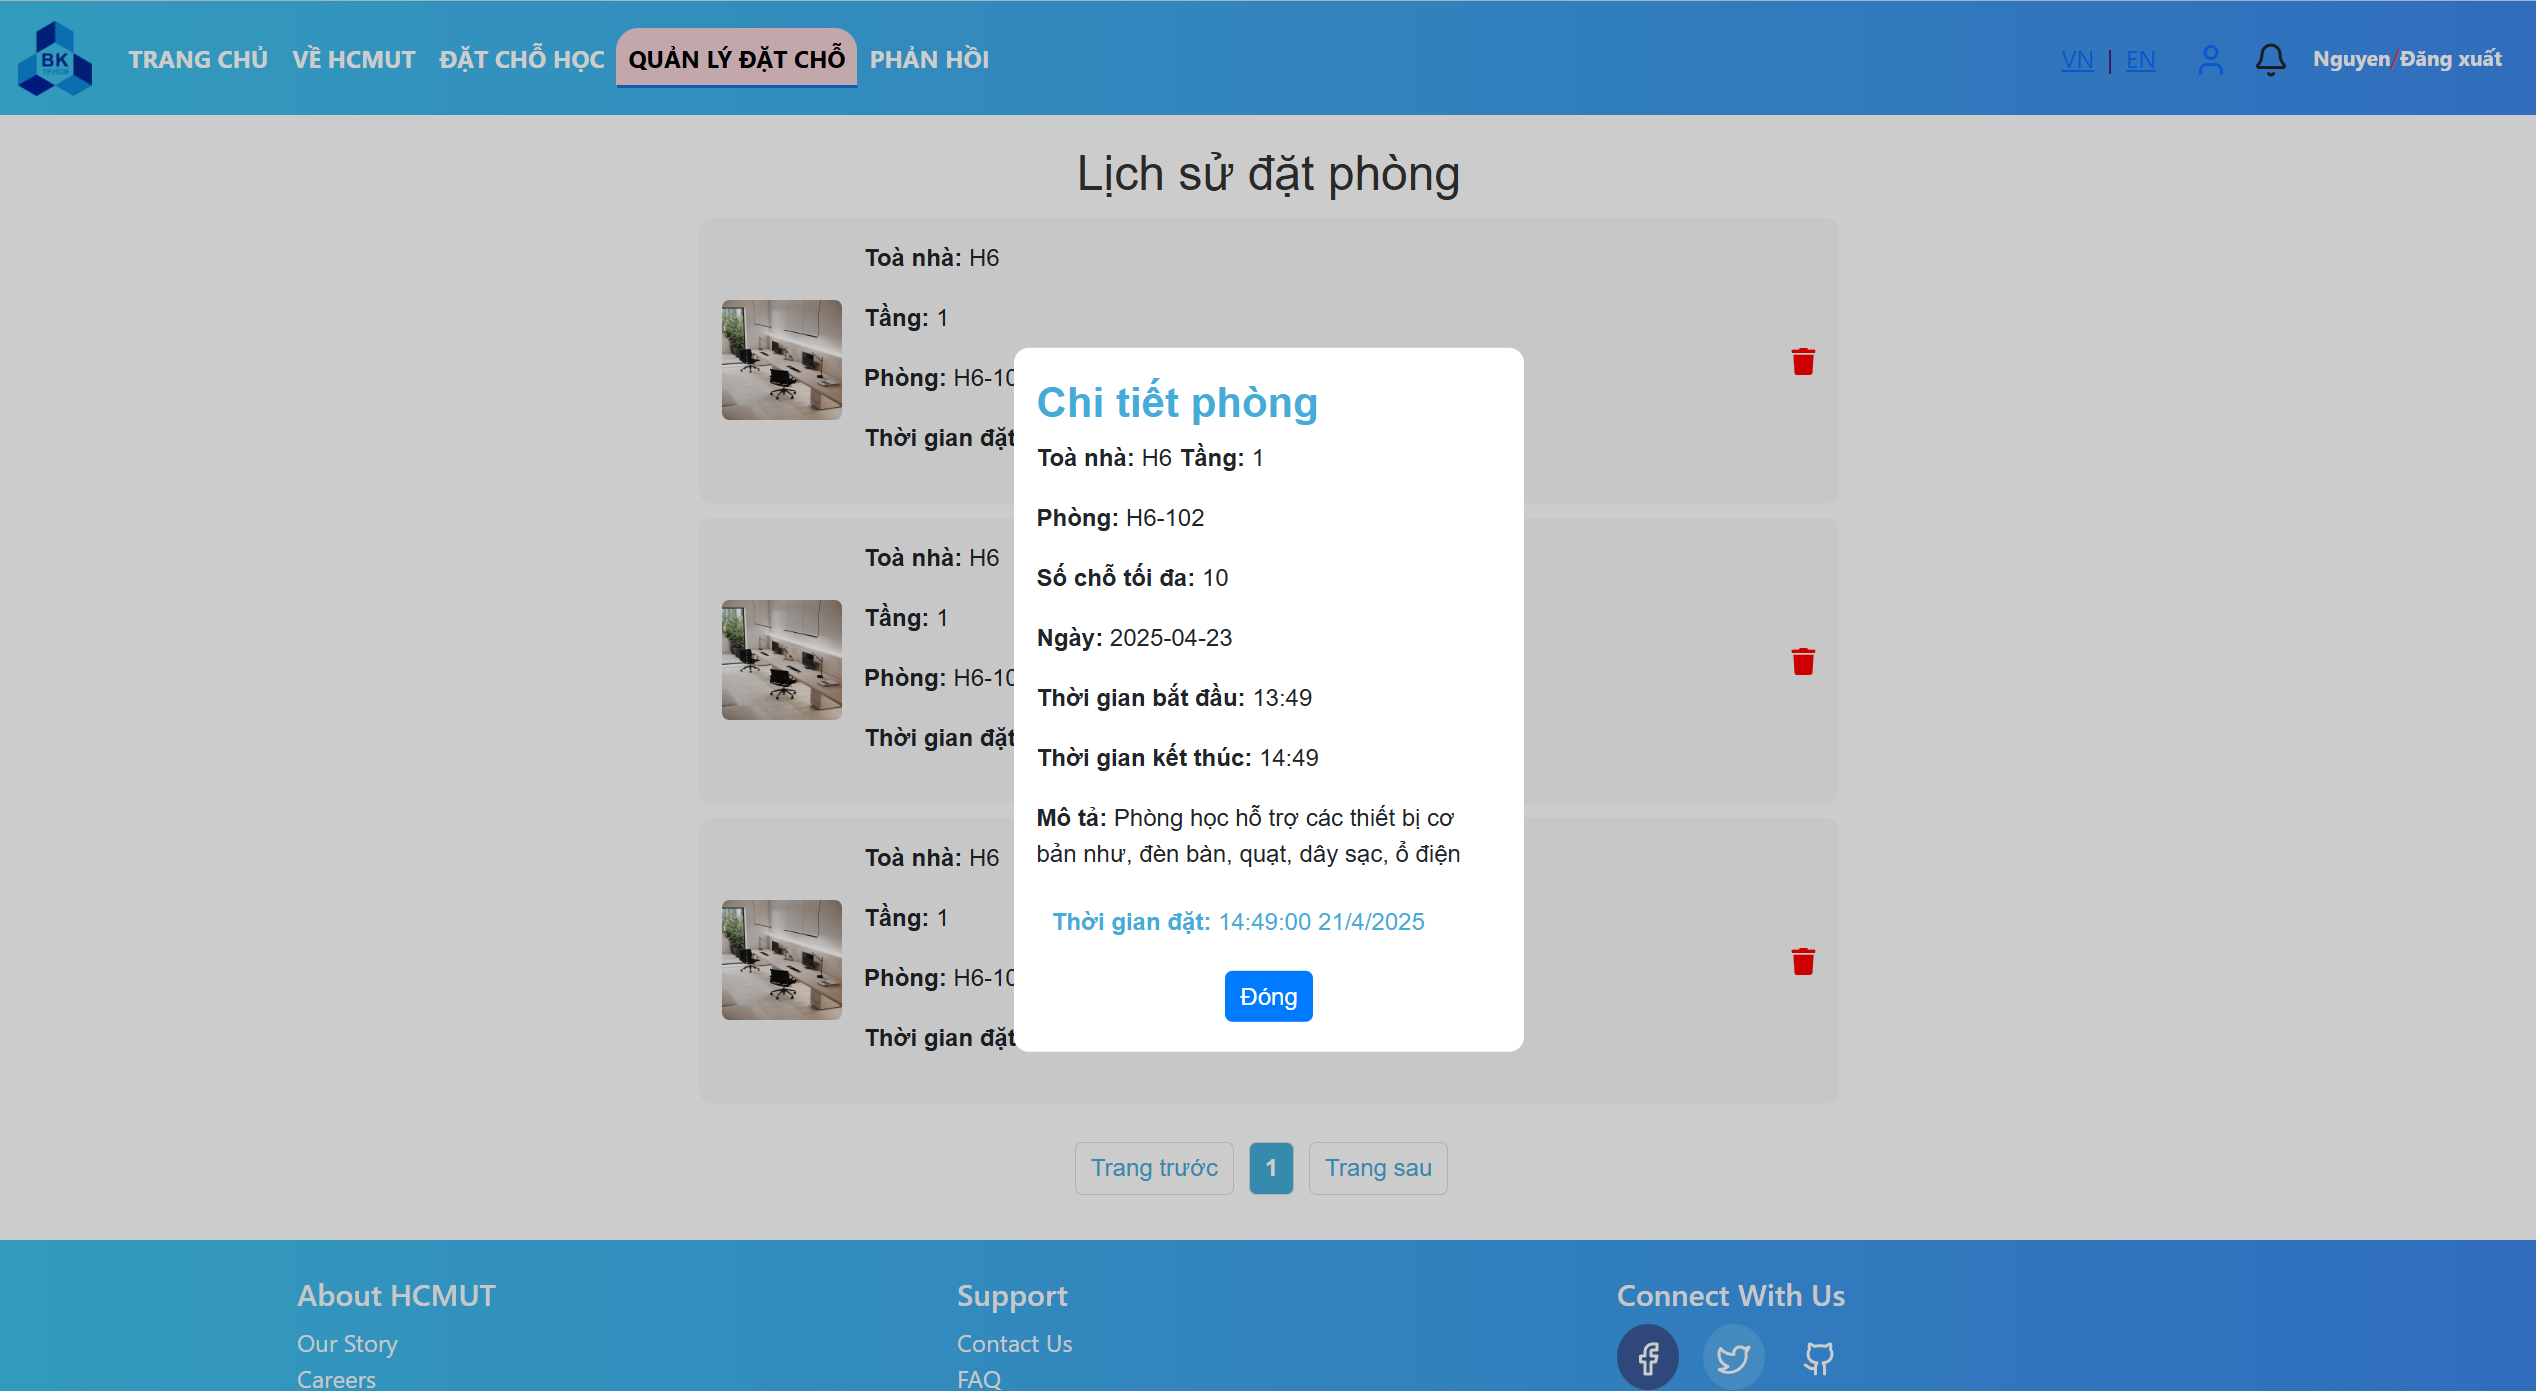 BK
TP.HCM
TRANG CHỦ VỀ HCMUT ĐẶT CHỖ HỌC QUẢN LÝ ĐẶT CHỖ PHẢN HỒI VN | EN Nguyen/Đăng xuất
Lịch sử đặt phòng
Toà nhà: H6
Tầng: 1
Phòng: H6-10
Thời gian đặt
Toà nhà: H6
Tầng: 1
Phòng: H6-10
Thời gian đặt
Toà nhà: H6
Tầng: 1
Phòng: H6-10
Thời gian đặt
Chi tiết phòng
Toà nhà: H6 Tầng: 1
Phòng: H6-102
Số chỗ tối đa: 10
Ngày: 2025-04-23
Thời gian bắt đầu: 13:49
Thời gian kết thúc: 14:49
Mô tả: Phòng học hỗ trợ các thiết bị cơ
bản như, đèn bàn, quạt, dây sạc, ổ điện
Thời gian đặt: 14:49:00 21/4/2025
Đóng
Trang trước 1 Trang sau
About HCMUT
Our Story
Careers
Support
Contact Us
FAQ
Connect With Us